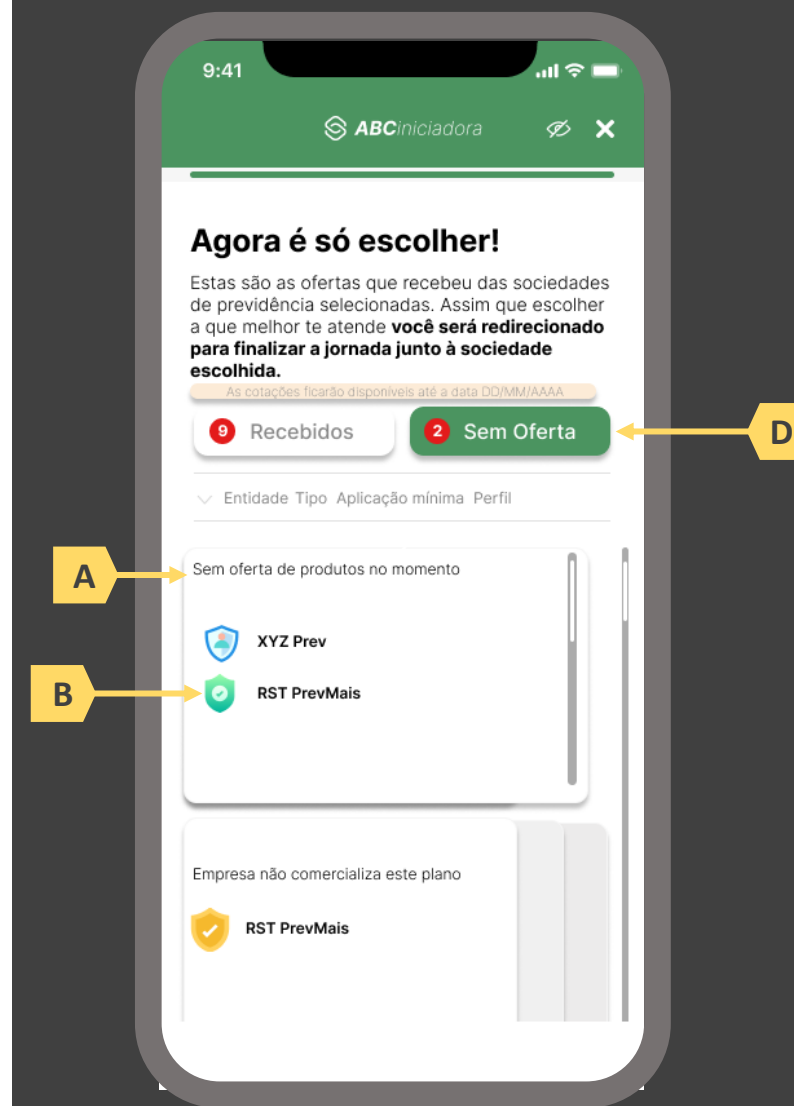 9:41
ABCiniciadora
Agora é só escolher!
Estas são as ofertas que recebeu das sociedades
de previdência selecionadas. Assim que escolher
a que melhor te atende você será redirecionado
para finalizar a jornada junto à sociedade
escolhida.
As cotações ficarão disponíveis até a data DD/MM/AAAA
9 Recebidos 2 Sem Oferta
D
Entidade Tipo Aplicação mínima Perfil
A
Sem oferta de produtos no momento
XYZ Prev
B
RST PrevMais
Empresa não comercializa este plano
RST PrevMais